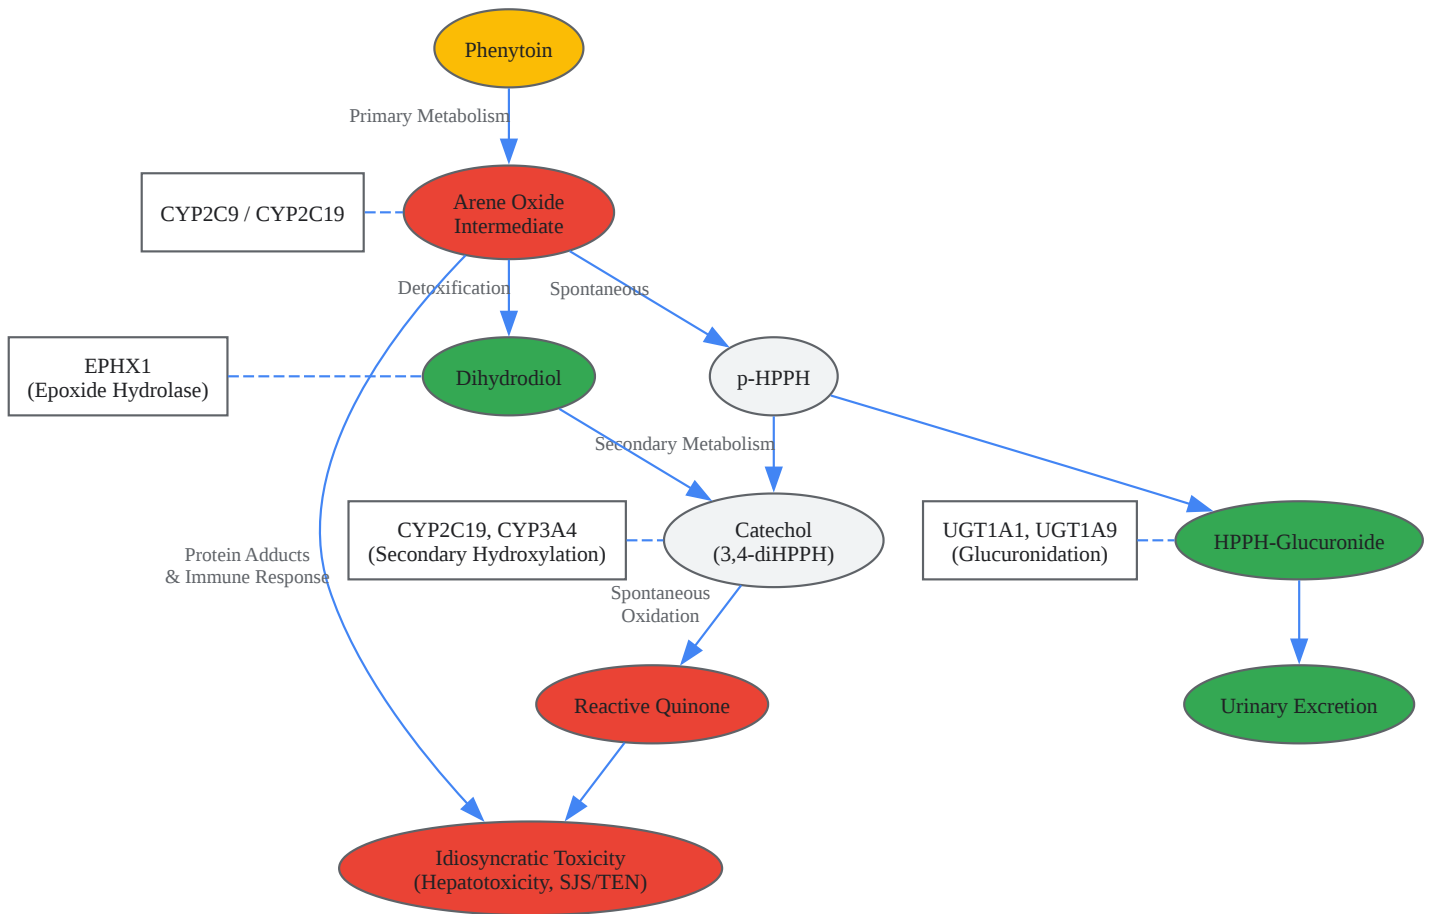 Phenytoin
Primary Metabolism
CYP2C9 / CYP2C19
Arene Oxide
Intermediate
Detoxification
Spontaneous
EPHX1
(Epoxide Hydrolase)
Dihydrodiol
p-HPPH
Secondary Metabolism
CYP2C19, CYP3A4
(Secondary Hydroxylation)
Catechol
(3,4-diHPPH)
UGT1A1, UGT1A9
(Glucuronidation)
HPPH-Glucuronide
Protein Adducts
& Immune Response
Spontaneous
Oxidation
Reactive Quinone
Urinary Excretion
Idiosyncratic Toxicity
(Hepatotoxicity, SJS/TEN)